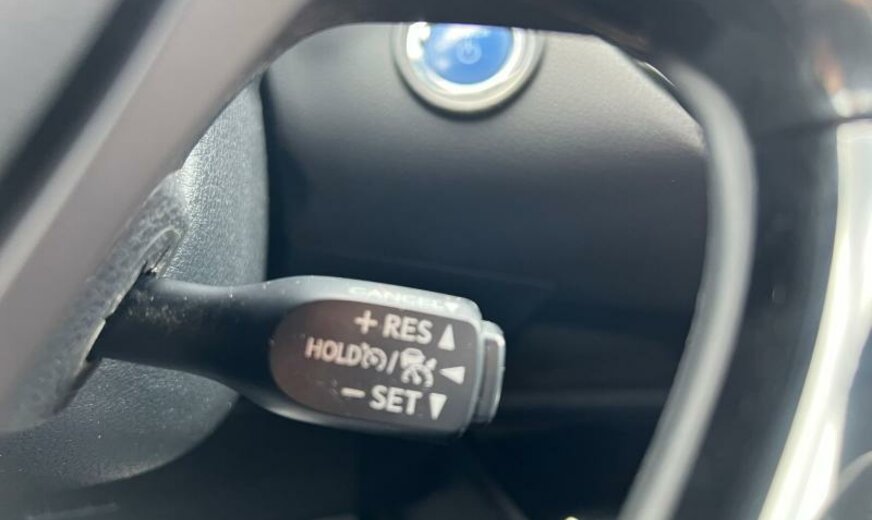 CANCEL
+ RES ▲
HOLD / ◀
− SET ▼